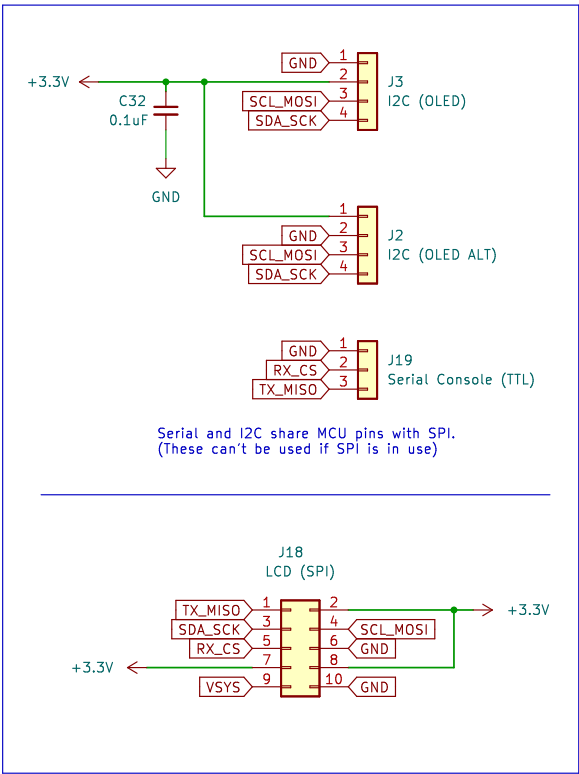 GND 1
+3.3V 2 J3
C32 SCL_MOSI 3 I2C (OLED)
0.1uF SDA_SCK 4
GND
1
GND 2 J2
SCL_MOSI 3 I2C (OLED ALT)
SDA_SCK 4
GND 1 J19
RX_CS 2
TX_MISO 3 Serial Console (TTL)
Serial and I2C share MCU pins with SPI.
(These can't be used if SPI is in use)
J18
LCD (SPI)
TX_MISO 1 2 +3.3V
SDA_SCK 3 4 SCL_MOSI
RX_CS 5 6 GND
+3.3V 7 8
VSYS 9 10 GND